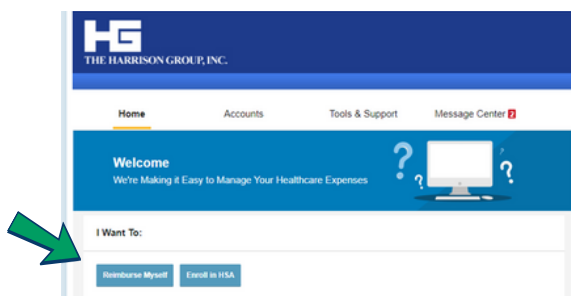 HG
THE HARRISON GROUP, INC.
Home Accounts Tools & Support Message Center 2
Welcome
We're Making it Easy to Manage Your Healthcare Expenses
? ? ?
I Want To:
Reimburse Myself Enroll in HSA